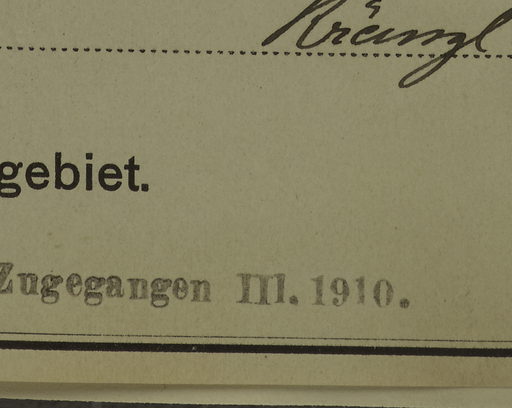 Kränzl
gebiet.
Zugegangen III. 1910.